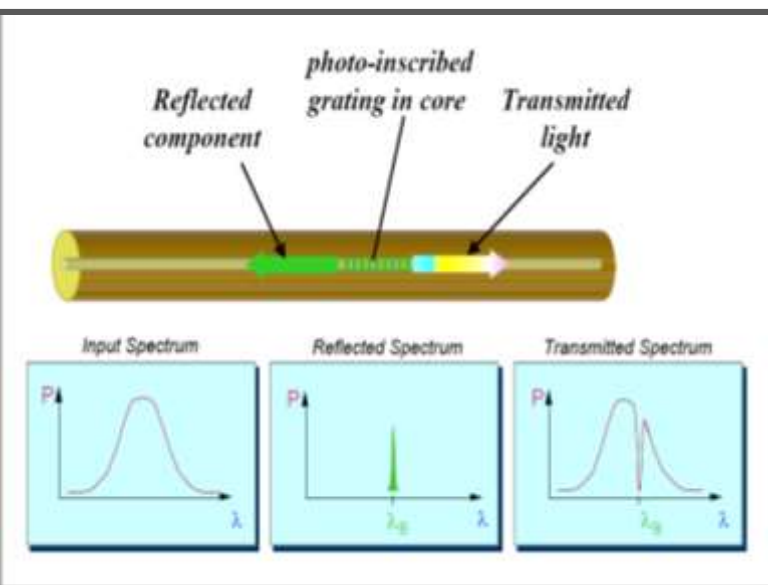 photo-inscribed
grating in core
Reflected
component
Transmitted
light
Input Spectrum
Reflected Spectrum
Transmitted Spectrum
P
λ
P
λB
λ
P
λB
λ